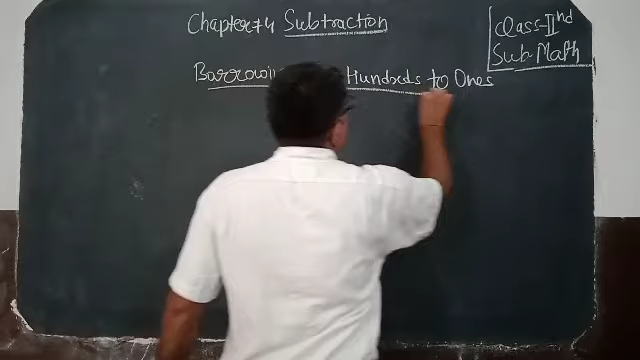 Chapter-4 Subtraction
Class-IInd
Sub-Math
Hundreds to Ones